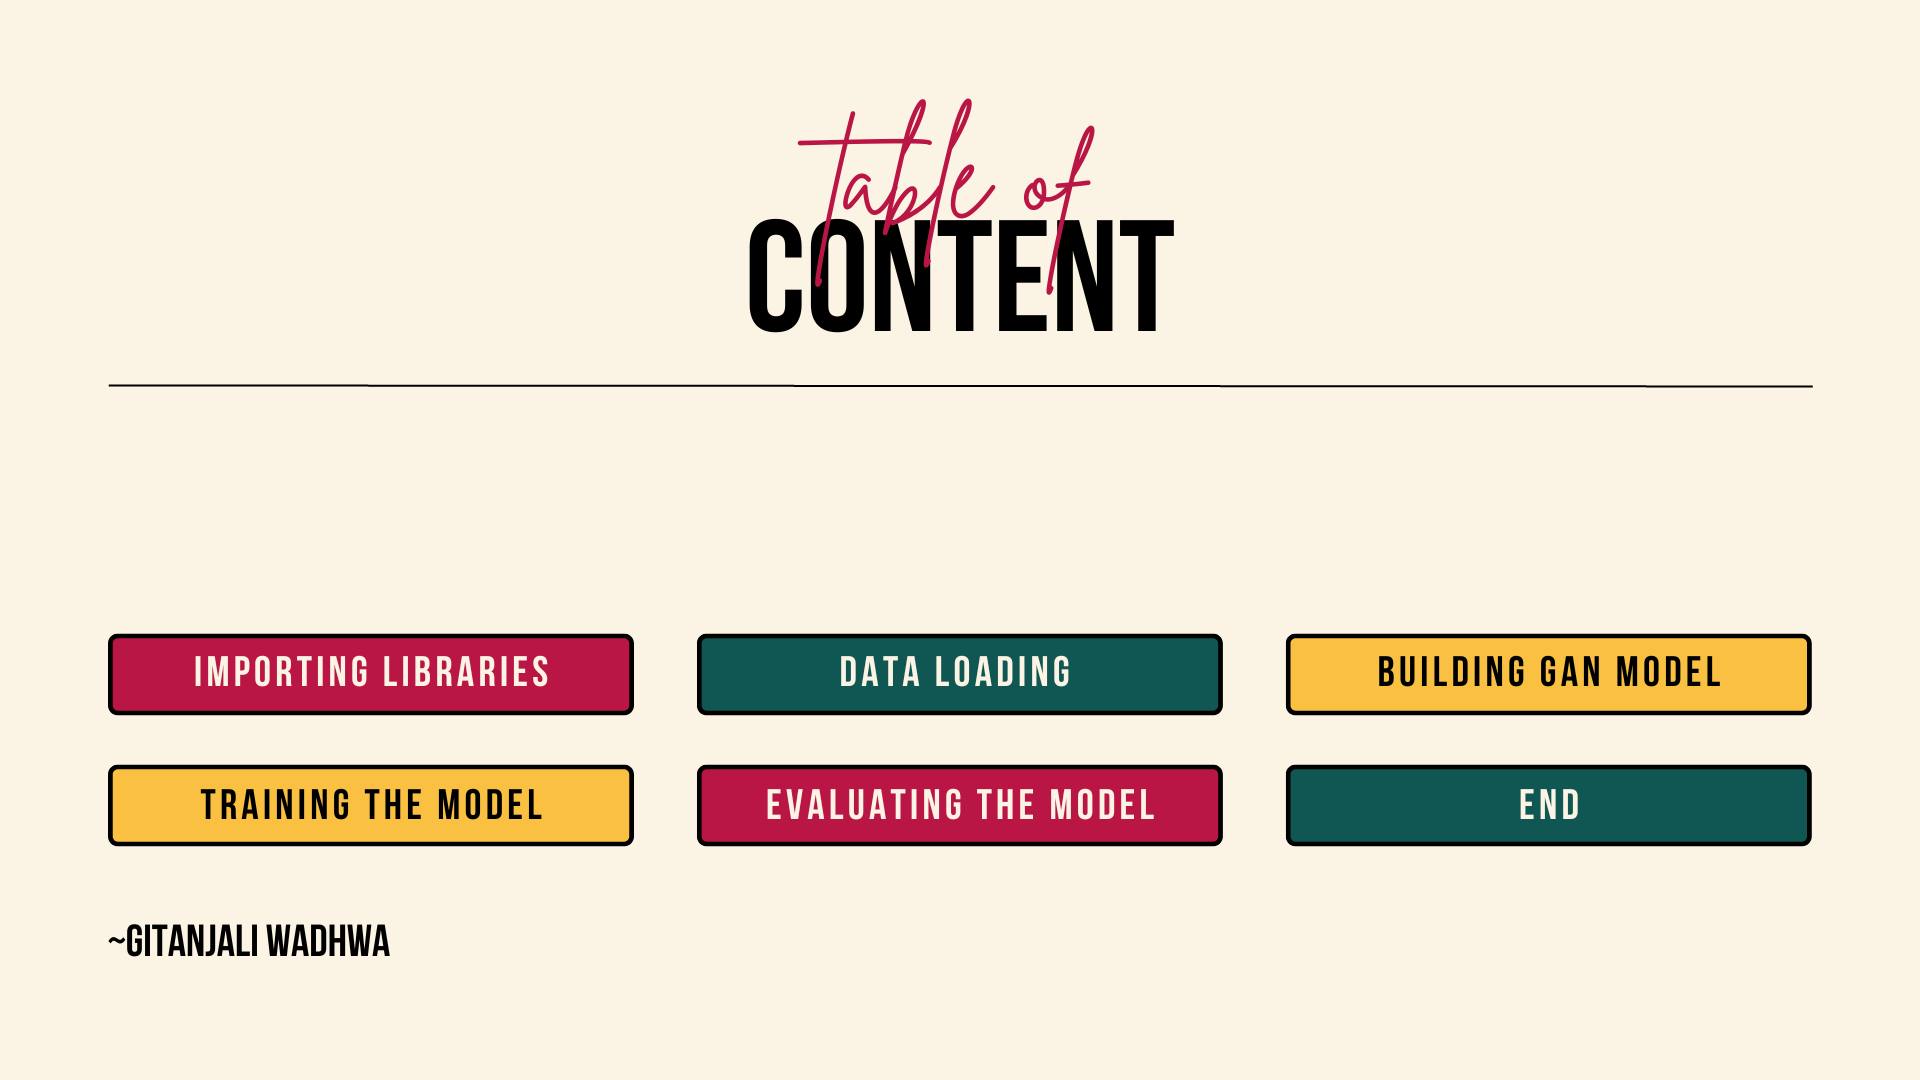 table of
CONTENT
IMPORTING LIBRARIES
DATA LOADING
BUILDING GAN MODEL
TRAINING THE MODEL
EVALUATING THE MODEL
END
~GITANJALI WADHWA